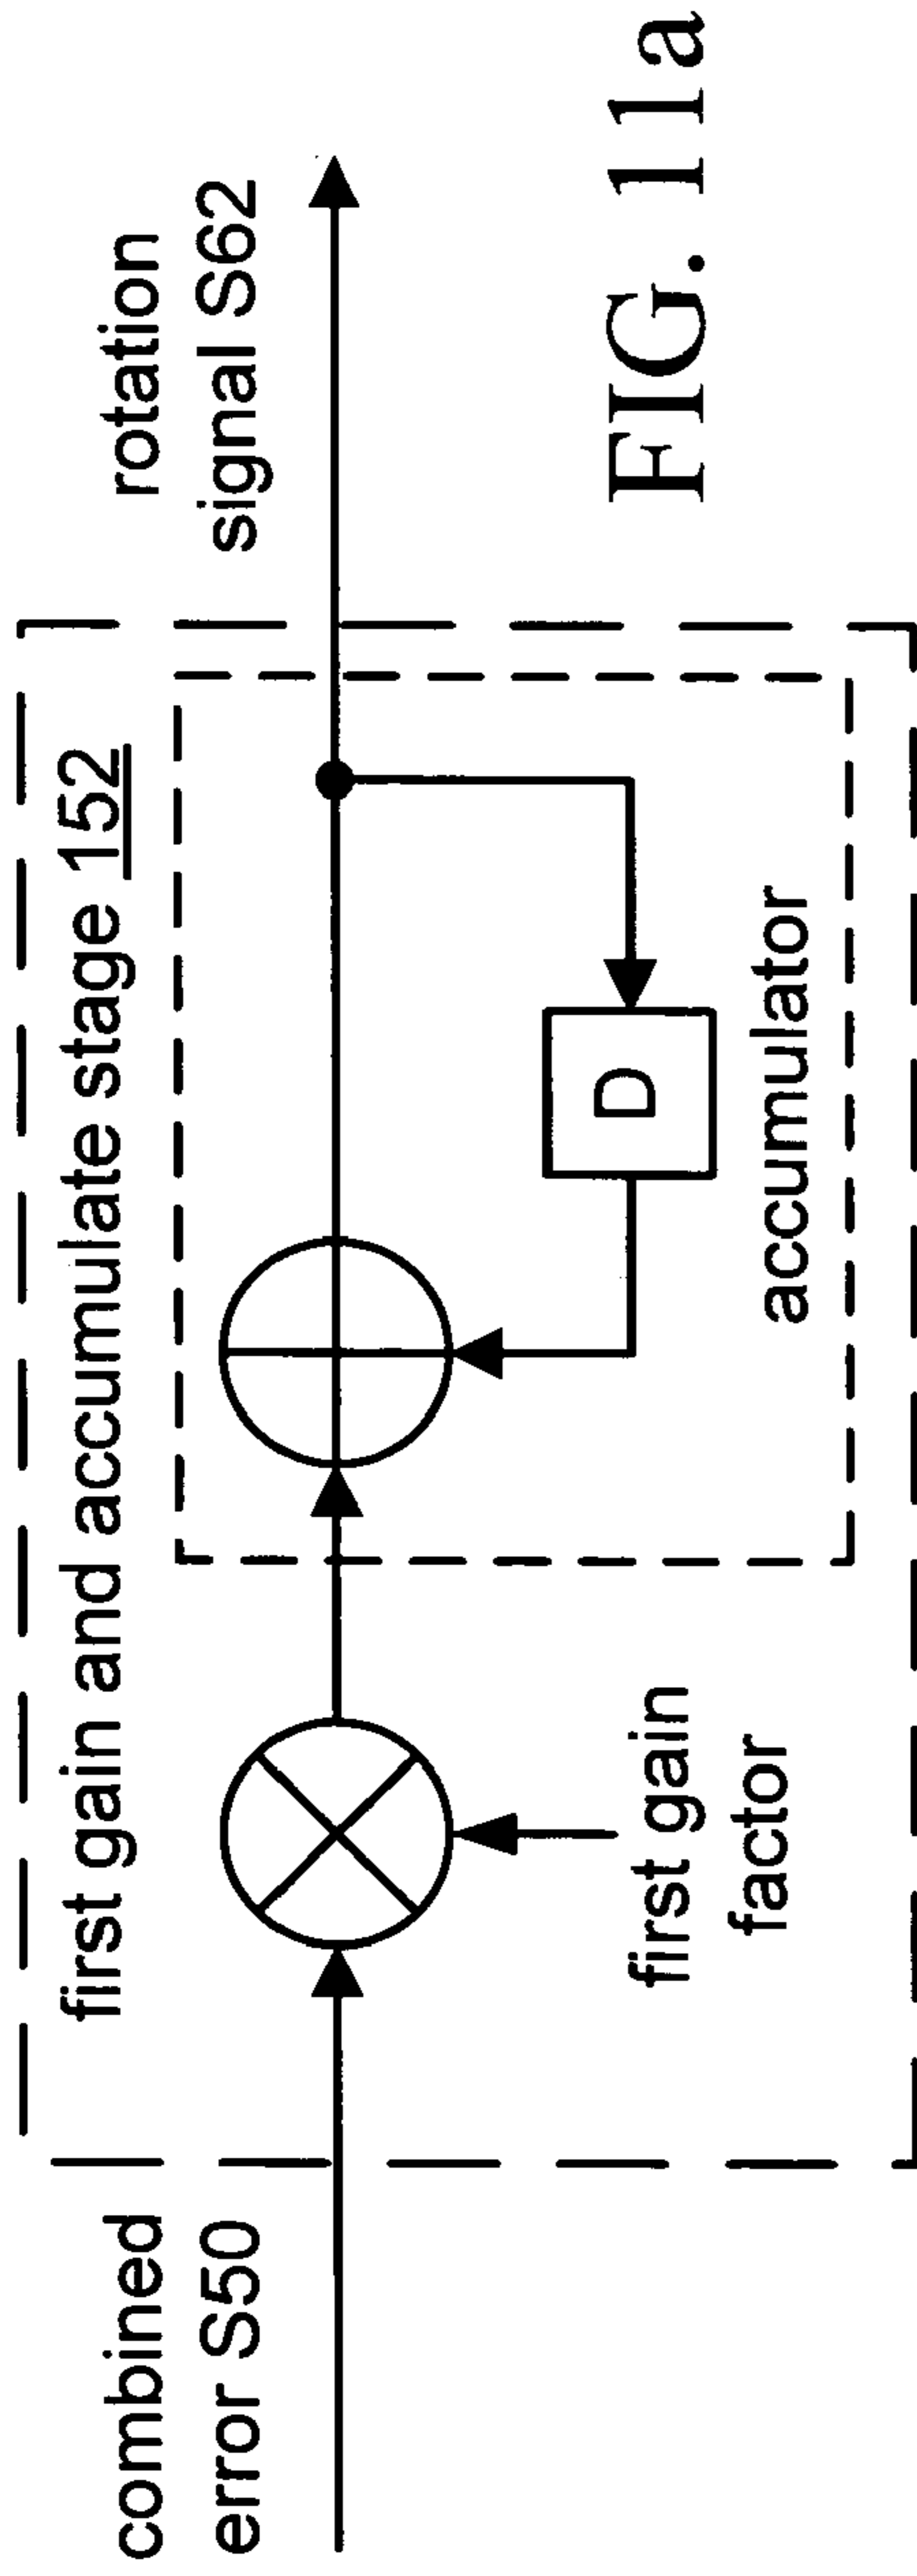 first gain and accumulate stage 152
combined
error S50
rotation
signal S62
D
first gain
factor
accumulator
FIG. 11a